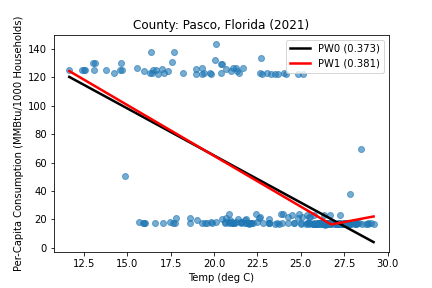 County: Pasco, Florida (2021)
Per-Capita Consumption (MMBtu/1000 Households)
140
120
100
80
60
40
20
0
PW0 (0.373)
PW1 (0.381)
12.5 15.0 17.5 20.0 22.5 25.0 27.5 30.0
Temp (deg C)